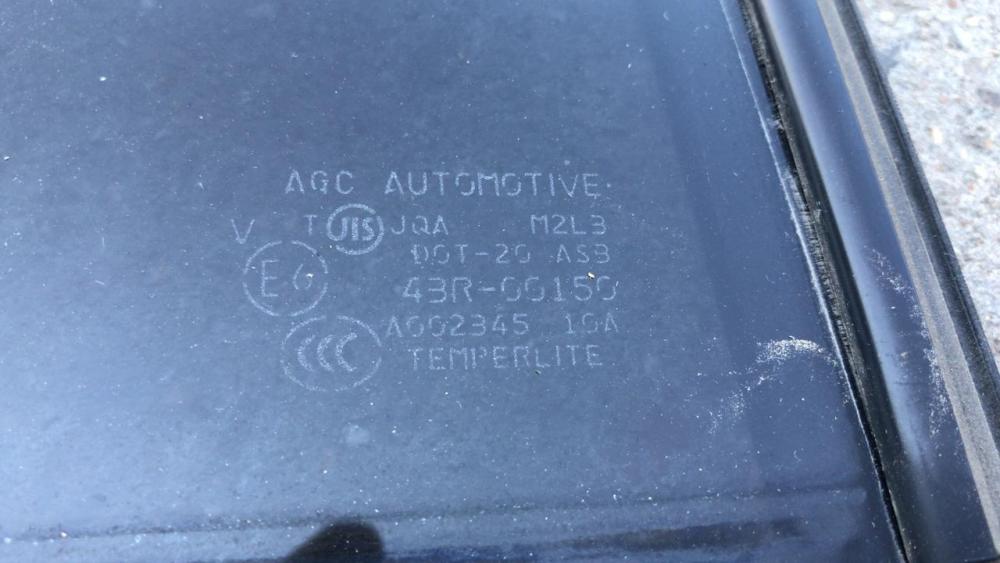 AGC AUTOMOTIVE
V T JIS JQA M2L3
DOT-20 AS3
E6 43R-00150
CCC A002345 10A
TEMPERLITE